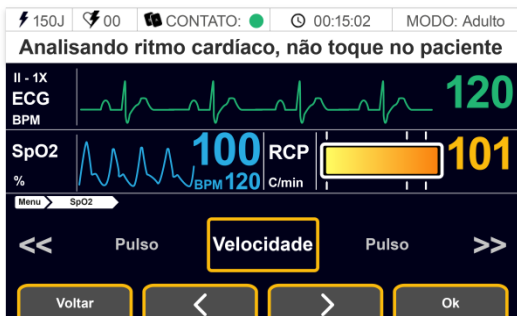 150J 00 CONTATO: 00:15:02 MODO: Adulto
Analisando ritmo cardíaco, não toque no paciente
II - 1X
ECG
BPM
120
SpO2
%
100
BPM 120
RCP
C/min
101
Menu SpO2
<< Pulso Velocidade Pulso >>
Voltar < > Ok